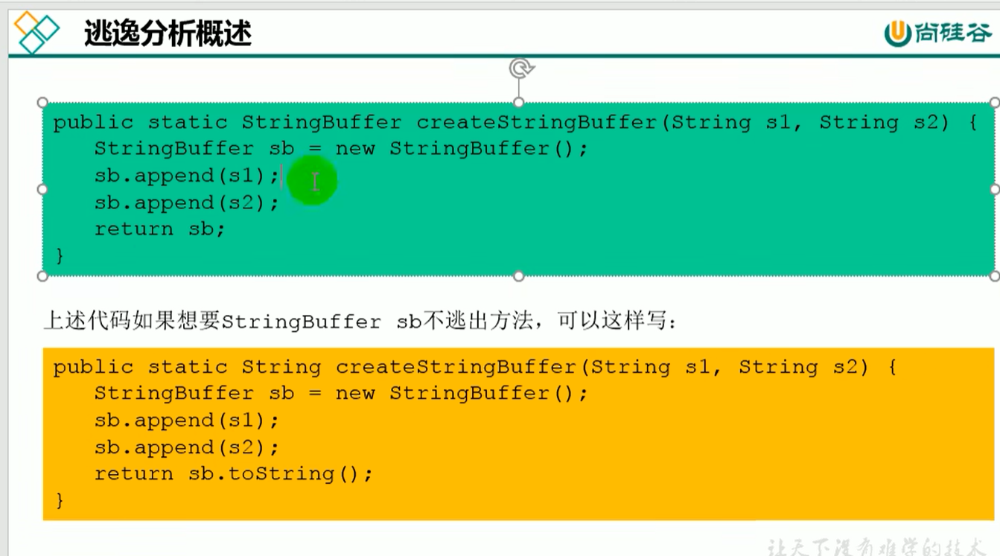 逃逸分析概述
尚硅谷
public static StringBuffer createStringBuffer(String s1, String s2) {
StringBuffer sb = new StringBuffer();
sb.append(s1);
sb.append(s2);
return sb;
}
上述代码如果想要StringBuffer sb不逃出方法，可以这样写：
public static String createStringBuffer(String s1, String s2) {
StringBuffer sb = new StringBuffer();
sb.append(s1);
sb.append(s2);
return sb.toString();
}
让天下没有难学的技术